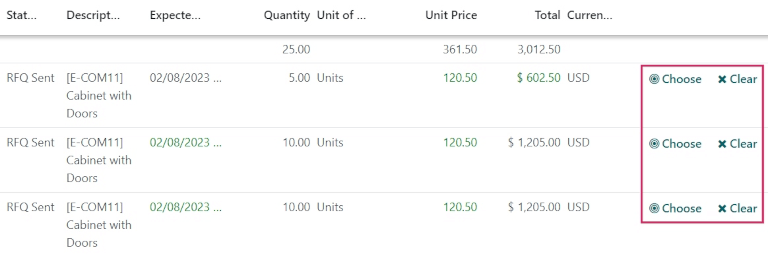 Stat... Descript... Expecte... Quantity Unit of ... Unit Price Total Curren...
25.00 361.50 3,012.50
RFQ Sent [E-COM11] 02/08/2023 ... 5.00 Units 120.50 $ 602.50 USD Choose Clear
Cabinet with
Doors
RFQ Sent [E-COM11] 02/08/2023 ... 10.00 Units 120.50 $ 1,205.00 USD Choose Clear
Cabinet with
Doors
RFQ Sent [E-COM11] 02/08/2023 ... 10.00 Units 120.50 $ 1,205.00 USD Choose Clear
Cabinet with
Doors